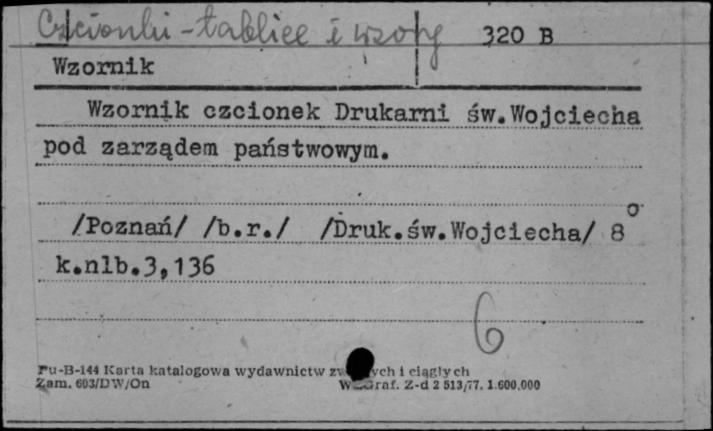 Czcionki - tablice i wzory 320 B
Wzornik
Wzornik czcionek Drukarni św.Wojciecha
pod zarządem państwowym.
/Poznań/ /b.r./ /Druk.św.Wojciecha/ 8°
k.nlb.3,136
6
Pu-B-144 Karta katalogowa wydawnictw i ciągłych
Zam. 603/DW/On Z-d 2 513/77. 1.600.000